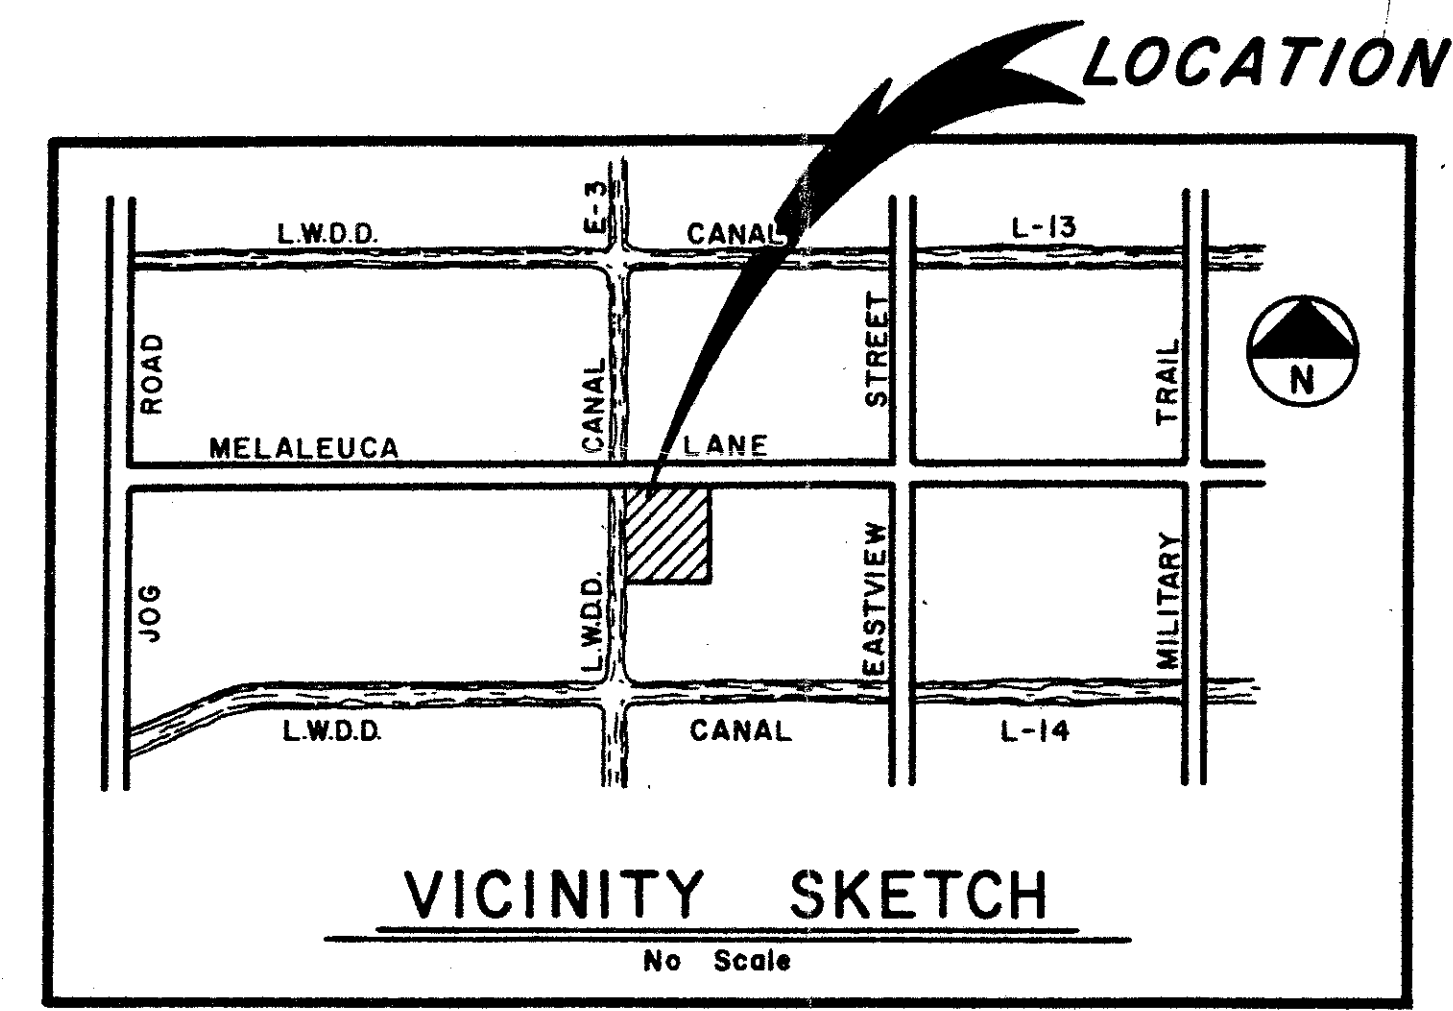 LOCATION
L.W.D.D. CANAL L-13
E-3
CANAL
L.W.D.D.
ROAD
JOG
STREET
EASTVIEW
TRAIL
MILITARY
N
MELALEUCA LANE
L.W.D.D. CANAL L-14
VICINITY SKETCH
No Scale